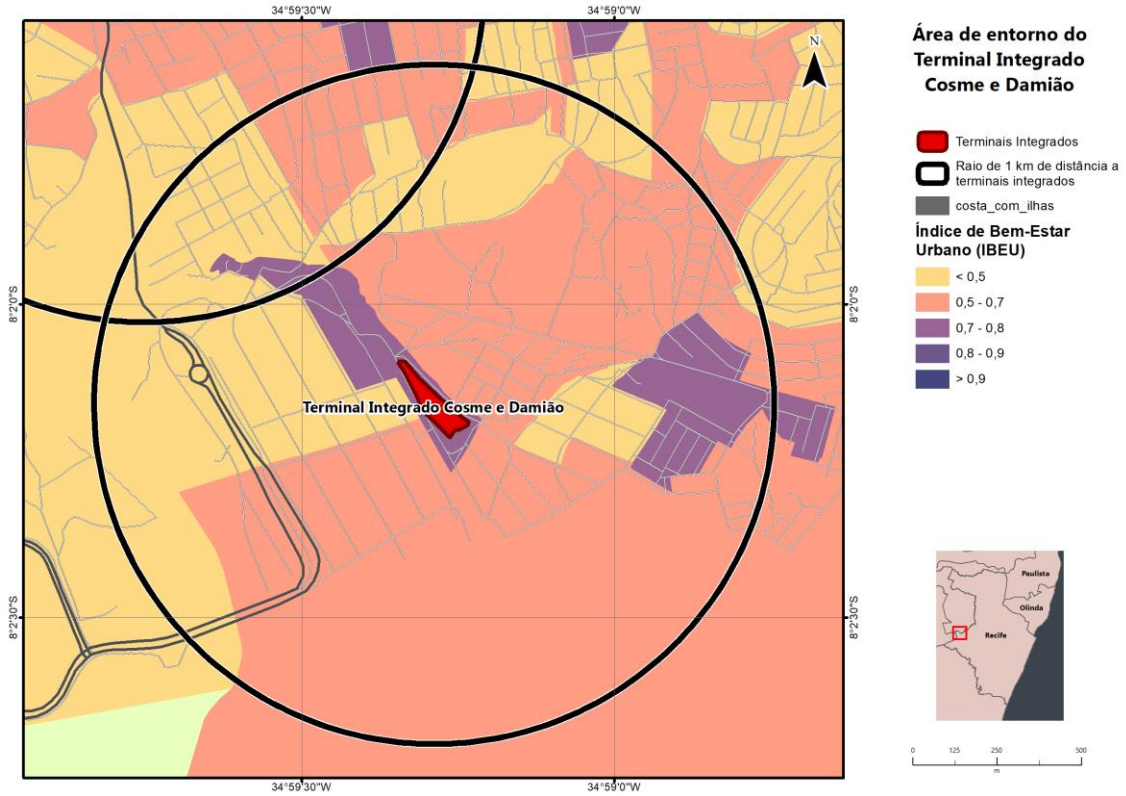 34°59'30"W
34°59'0"W
N
8°2'0"S
8°2'0"S
Terminal Integrado Cosme e Damião
8°2'30"S
8°2'30"S
34°59'30"W
34°59'0"W
Área de entorno do
Terminal Integrado
Cosme e Damião
Terminais Integrados
Raio de 1 km de distância a
terminais integrados
costa_com_ilhas
Índice de Bem-Estar
Urbano (IBEU)
< 0,5
0,5 - 0,7
0,7 - 0,8
0,8 - 0,9
> 0,9
Paulista
Olinda
Recife
0 125 250 500
m